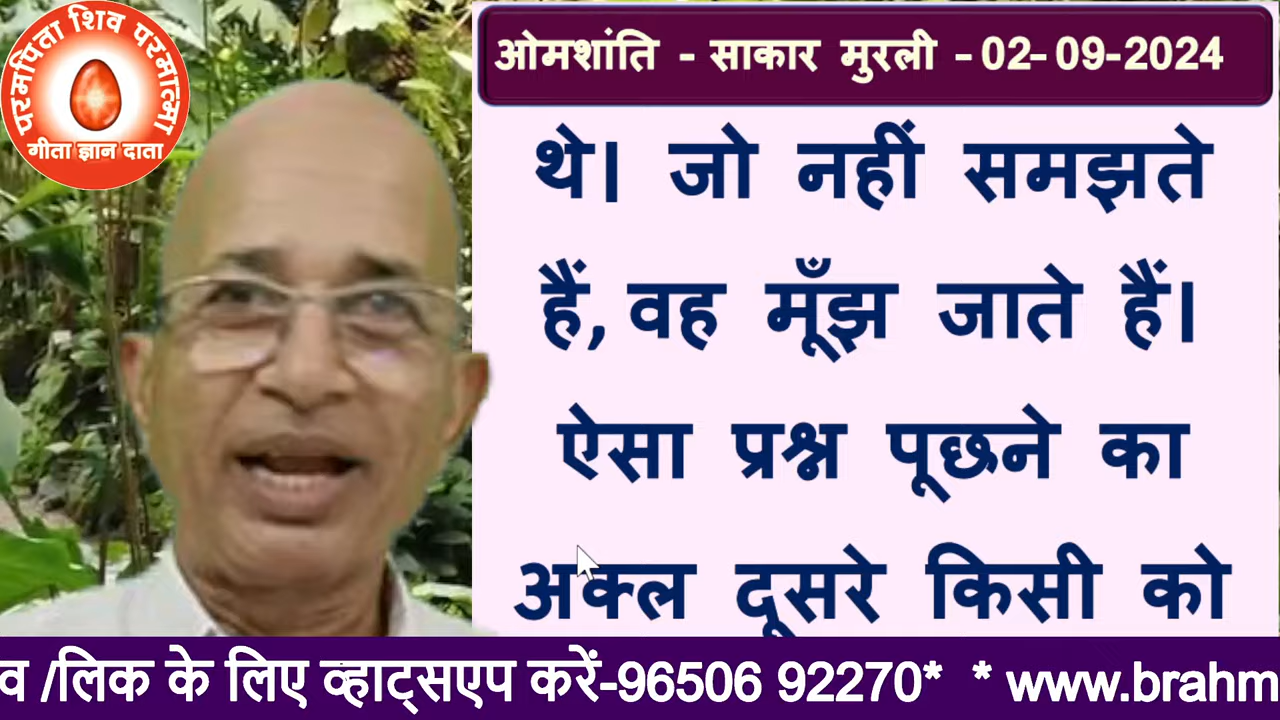 परमपिता शिव परमात्मा
गीता ज्ञान दाता
ओमशांति - साकार मुरली - 02- 09-2024
थे। जो नहीं समझते
हैं, वह मूँझ जाते हैं।
ऐसा प्रश्न पूछने का
अक्ल दूसरे किसी को
व /लिंक के लिए व्हाट्सएप करें-96506 92270* * www.brahm